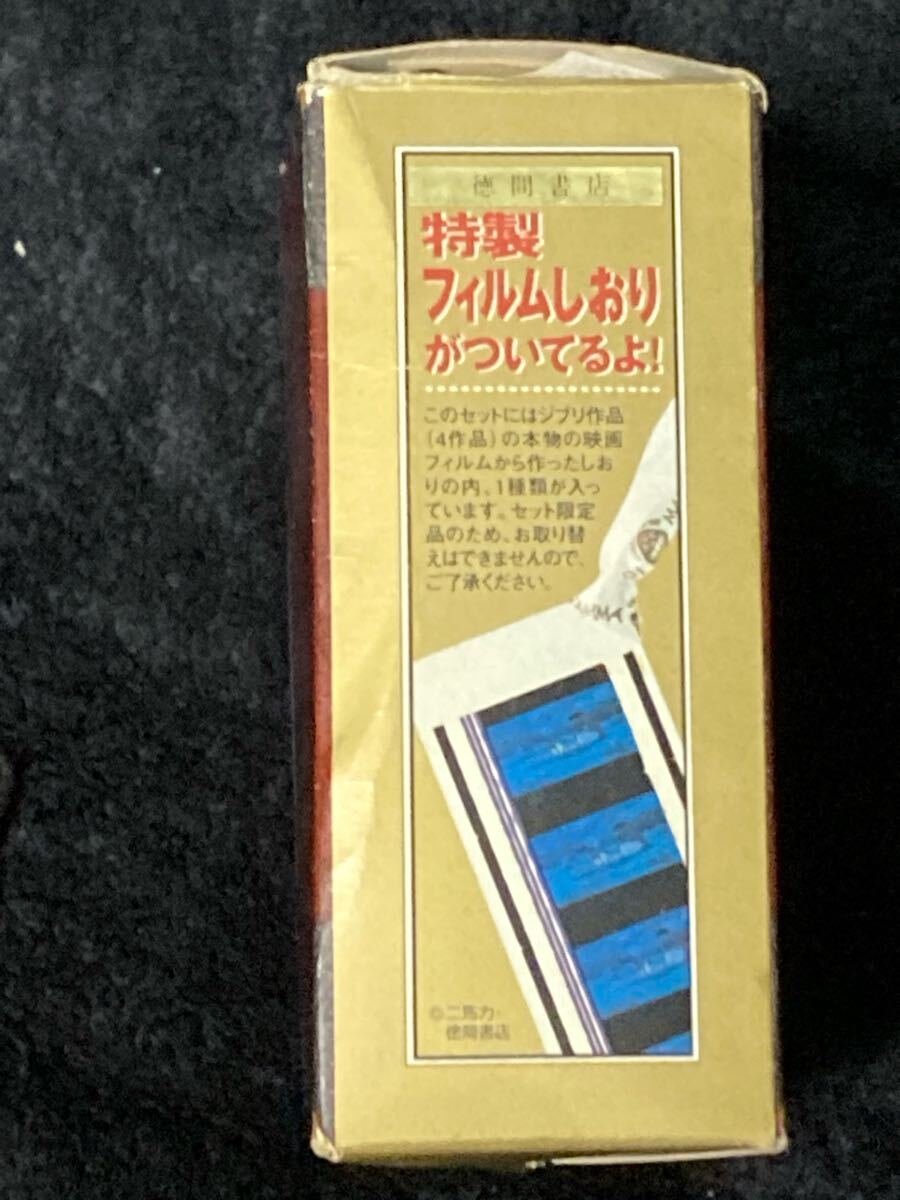 徳間書店
特製
フィルムしおり
がついてるよ!
このセットにはジブリ作品
(4作品)の本物の映画
フィルムから作ったしお
りの内、1種類が入っ
ています。セット限定
品のため、お取り替
えはできませんので、
ご了承ください。
©二馬力・
徳間書店